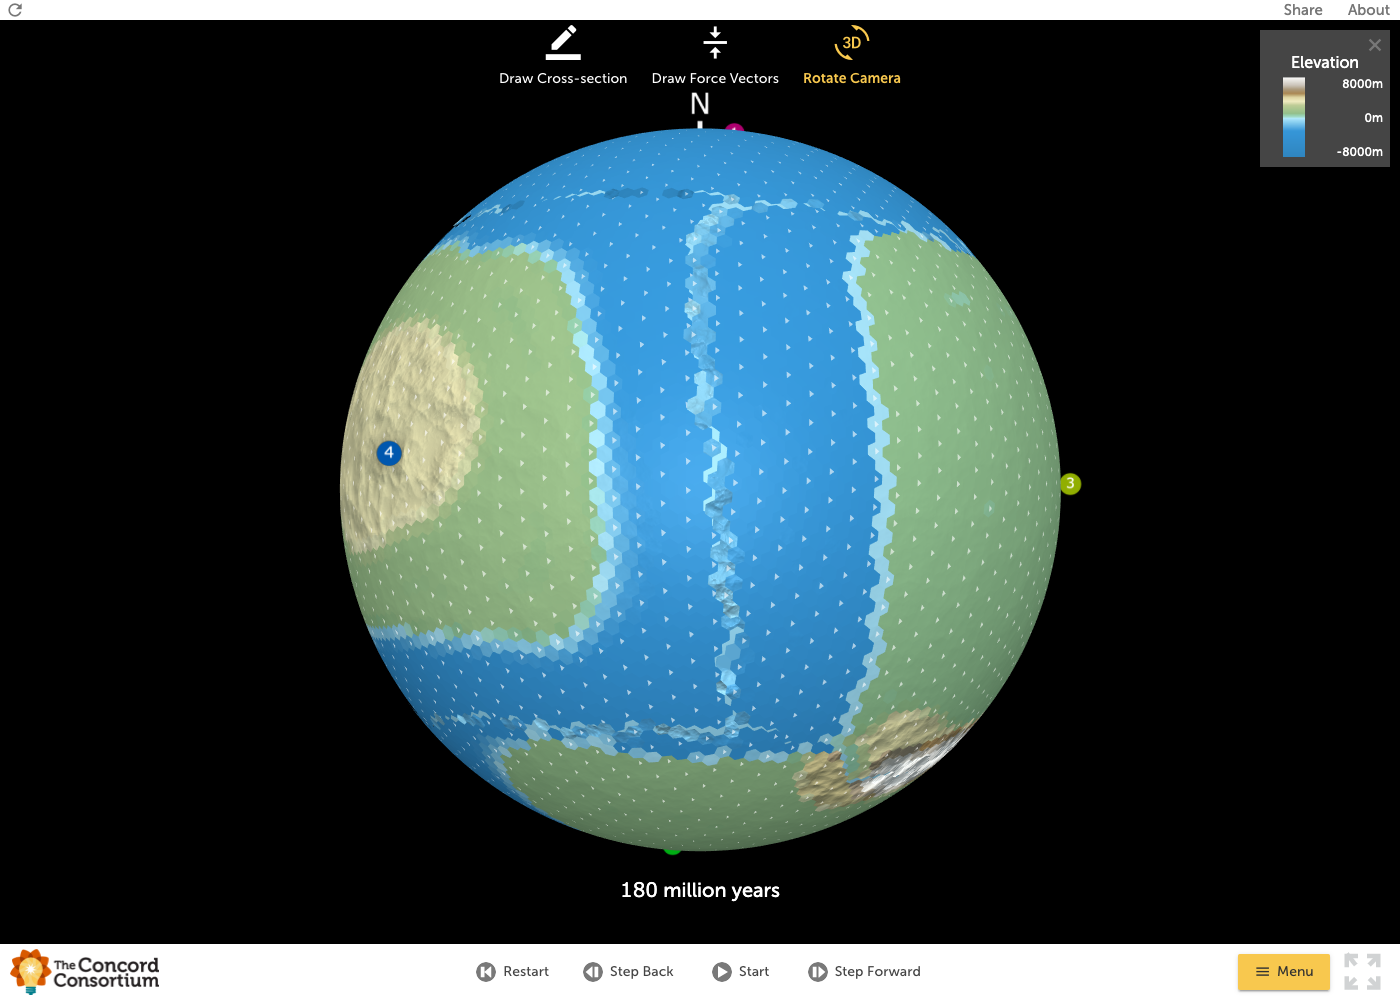 Share About
Draw Cross-section Draw Force Vectors 3D Rotate Camera
Elevation
8000m
0m
-8000m
N
4
3
180 million years
The Concord Consortium
Restart Step Back Start Step Forward Menu